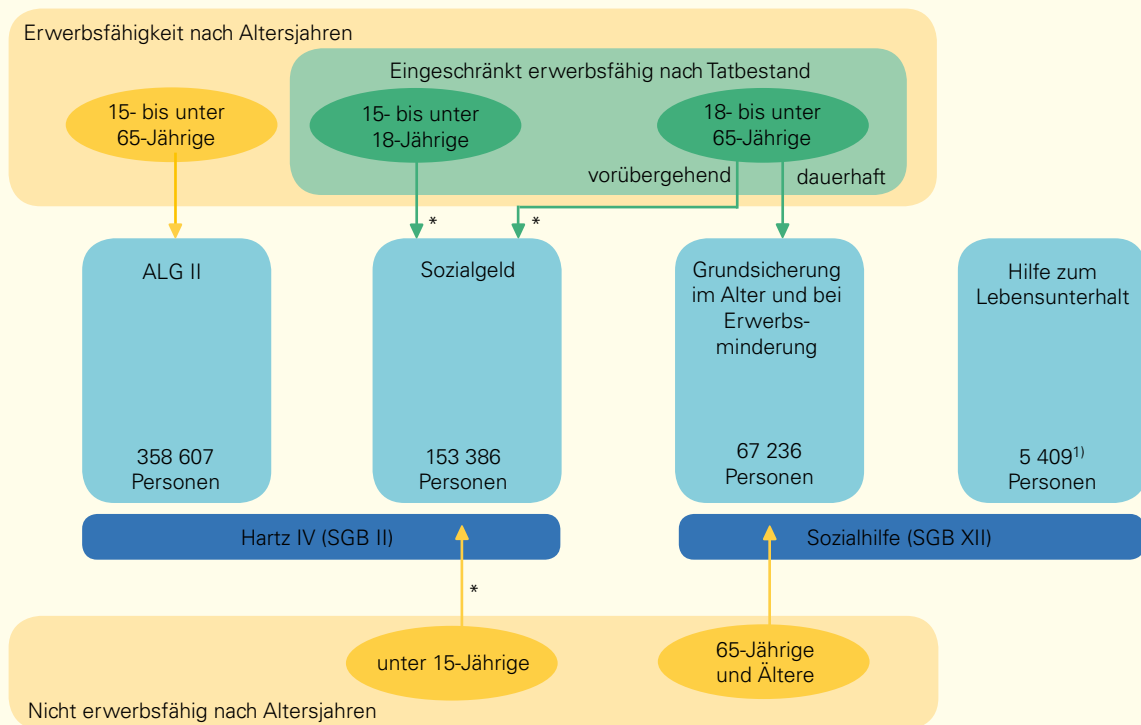 Erwerbsfähigkeit nach Altersjahren
Eingeschränkt erwerbsfähig nach Tatbestand
15- bis unter
65-Jährige
15- bis unter
18-Jährige
18- bis unter
65-Jährige
vorübergehend
dauerhaft
*
*
ALG II
358 607
Personen
Sozialgeld
153 386
Personen
Grundsicherung
im Alter und bei
Erwerbs-
minderung
67 236
Personen
Hilfe zum
Lebensunterhalt
5 409¹⁾
Personen
Hartz IV (SGB II)
Sozialhilfe (SGB XII)
*
unter 15-Jährige
65-Jährige
und Ältere
Nicht erwerbsfähig nach Altersjahren